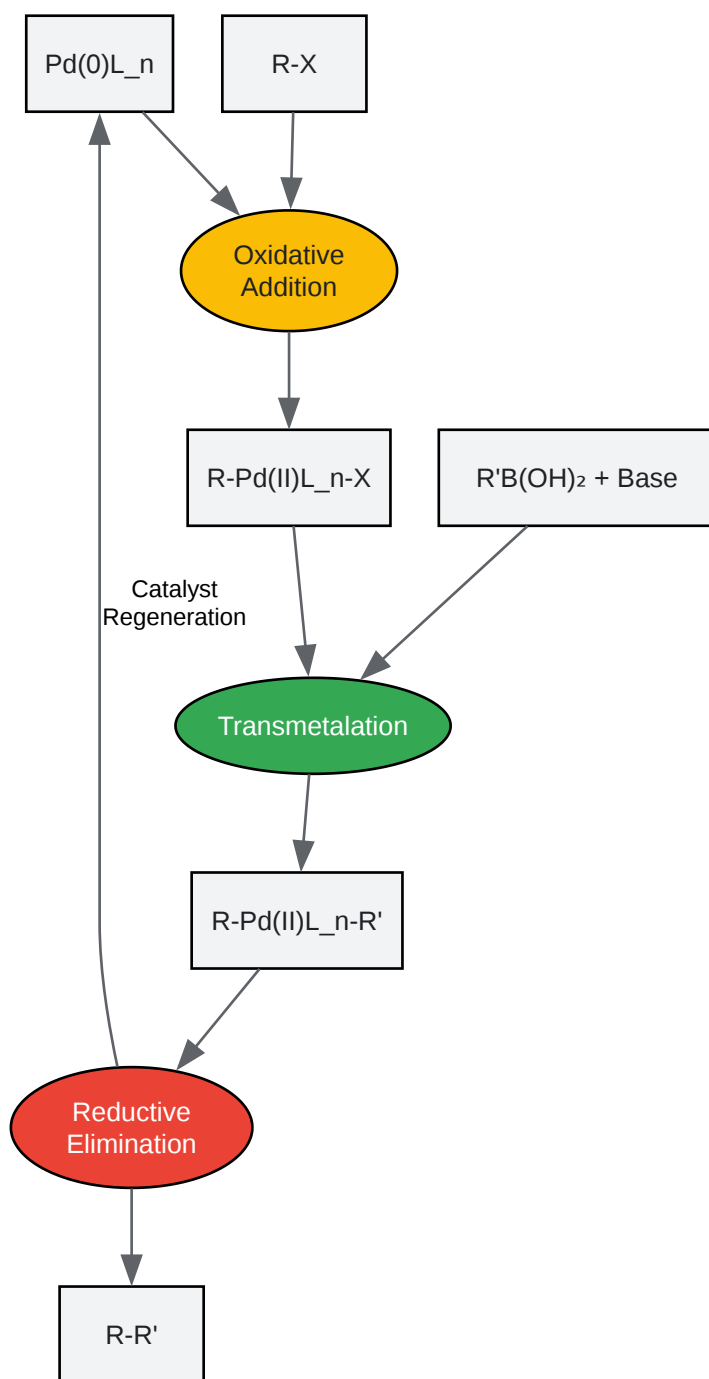 Pd(0)L_n
R-X
Oxidative
Addition
R-Pd(II)L_n-X
R'B(OH)₂ + Base
Catalyst
Regeneration
Transmetalation
R-Pd(II)L_n-R'
Reductive
Elimination
R-R'